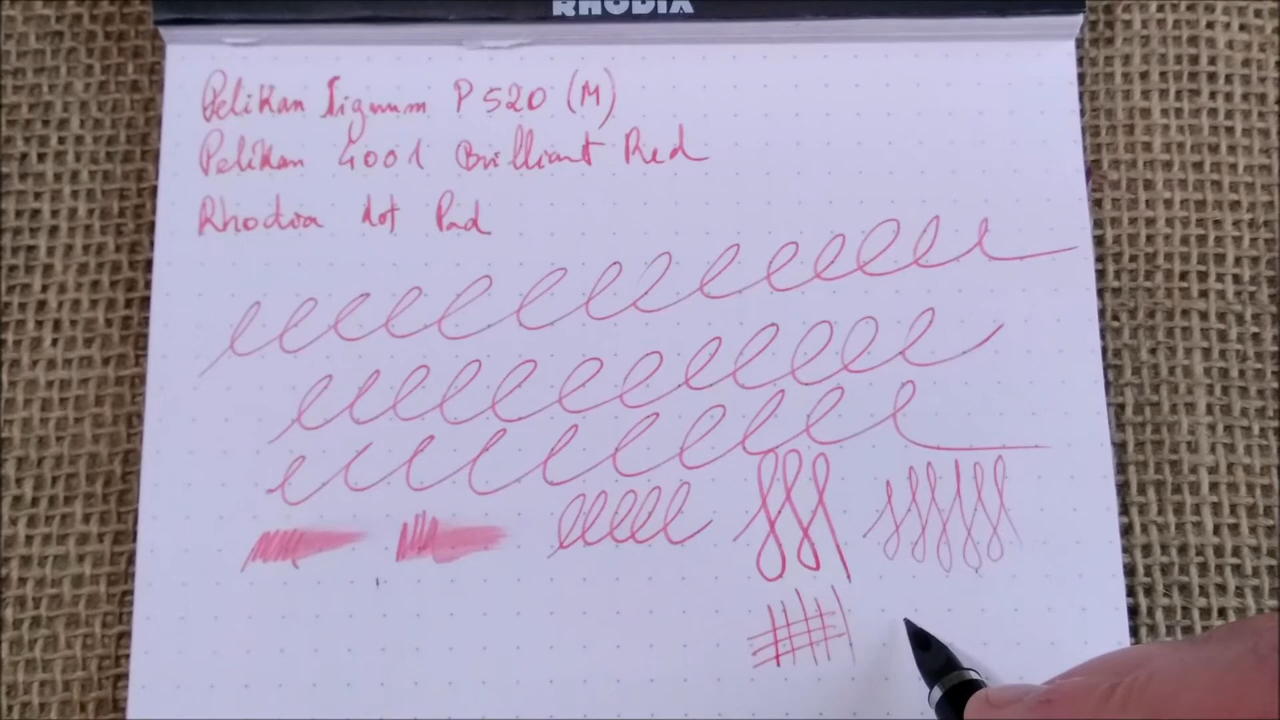 RHODIA
Pelikan Signum P520 (M)
Pelikan 4001 Brilliant Red
Rhodia dot Pad